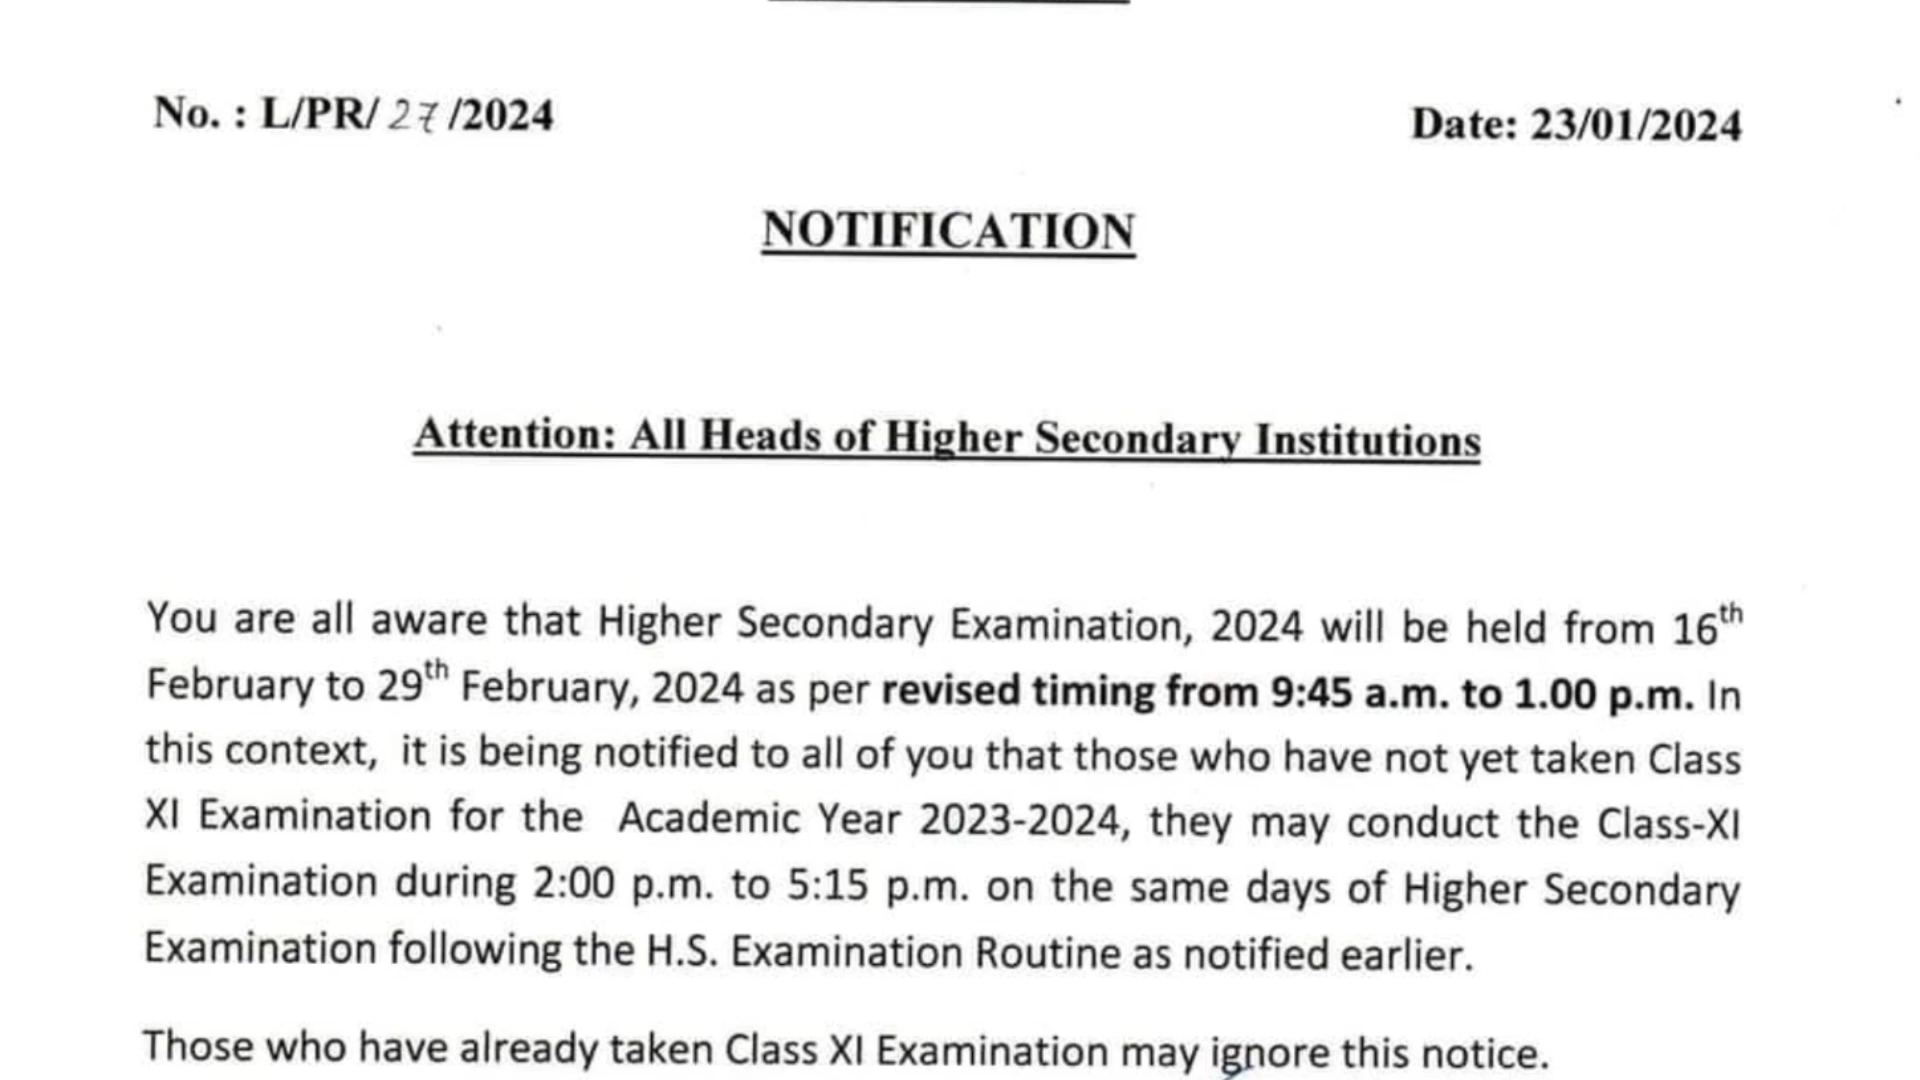 No. : L/PR/ 27 /2024
Date: 23/01/2024
NOTIFICATION
Attention: All Heads of Higher Secondary Institutions
You are all aware that Higher Secondary Examination, 2024 will be held from 16th
February to 29th February, 2024 as per revised timing from 9:45 a.m. to 1.00 p.m. In
this context, it is being notified to all of you that those who have not yet taken Class
XI Examination for the Academic Year 2023-2024, they may conduct the Class-XI
Examination during 2:00 p.m. to 5:15 p.m. on the same days of Higher Secondary
Examination following the H.S. Examination Routine as notified earlier.
Those who have already taken Class XI Examination may ignore this notice.